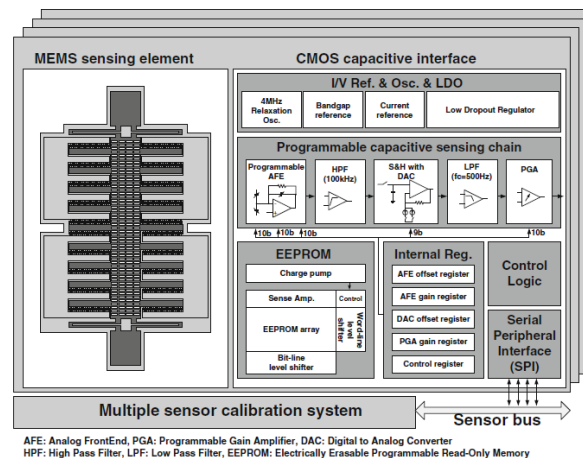 MEMS sensing element
CMOS capacitive interface
I/V Ref. & Osc. & LDO
4MHz
Relaxation
Osc.
Bandgap
reference
Current
reference
Low Dropout Regulator
Programmable capacitive sensing chain
Programmable
AFE
HPF
(100kHz)
S&H with
DAC
LPF
(fo=500Hz)
PGA
10b
10b
10b
9b
10b
EEPROM
Charge pump
Sense Amp.
Control
EEPROM array
Word-line
level
shifter
Bit-line
level shifter
Internal Reg.
AFE offset register
AFE gain register
DAC offset register
PGA gain register
Control register
Control
Logic
Serial
Peripheral
Interface
(SPI)
Multiple sensor calibration system
Sensor bus
AFE: Analog FrontEnd, PGA: Programmable Gain Amplifier, DAC: Digital to Analog Converter
HPF: High Pass Filter, LPF: Low Pass Filter, EEPROM: Electrically Erasable Programmable Read-Only Memory